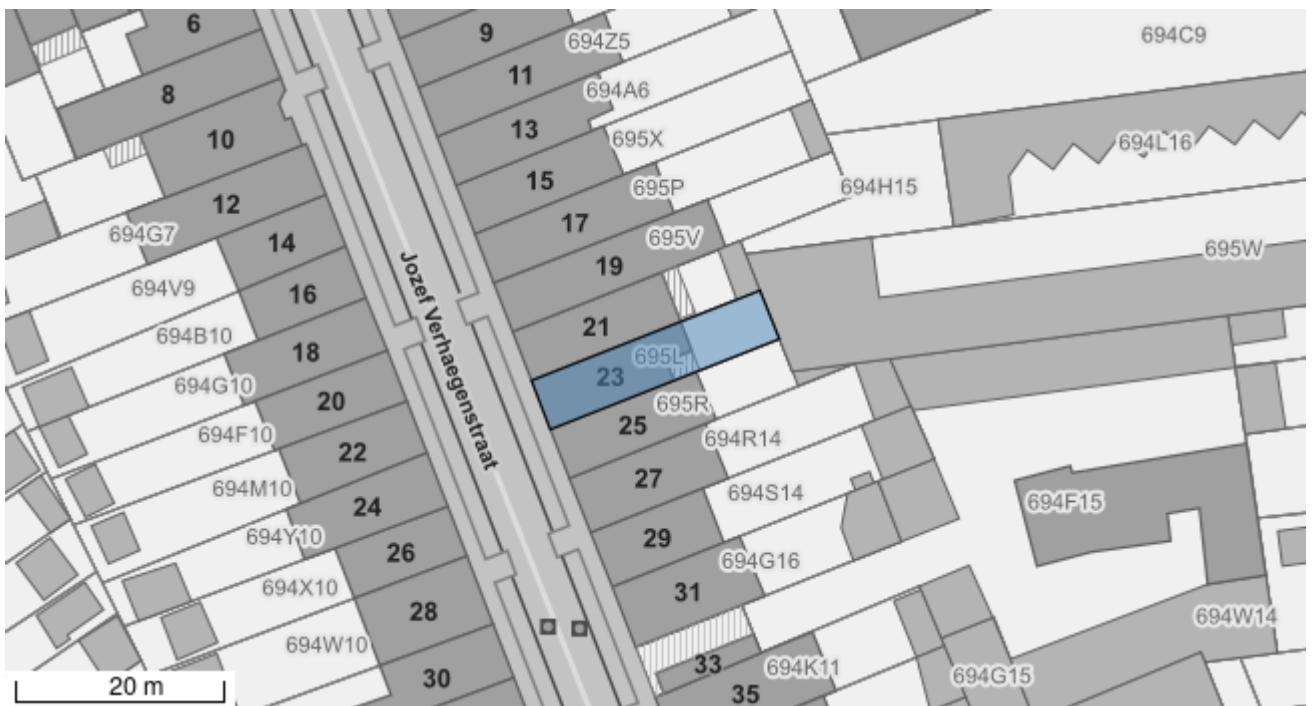 6
9
694Z5
694C9
8
11
694A6
10
13
695X
694L16
15
695P
694H15
12
17
695V
694G7
14
19
695W
694V9
16
21
Jozef Verhaegenstraat
694B10
18
23
695L
694G10
20
25
695R
694F10
22
27
694R14
694M10
24
29
694S14
694F15
694Y10
26
31
694G16
694X10
28
694W14
694W10
33
694K11
30
35
694G15
20 m